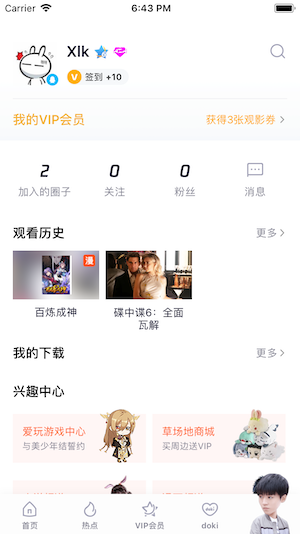 Carrier
6:43 PM
Xlk
V 签到 +10
我的VIP会员
获得3张观影券
2 0 0
加入的圈子 关注 粉丝 消息
观看历史
更多
漫
百炼成神
碟中谍6：全面
瓦解
我的下载
更多
兴趣中心
爱玩游戏中心
与美少年结誓约
草场地商城
买周边送VIP
首页 热点 VIP会员 doki